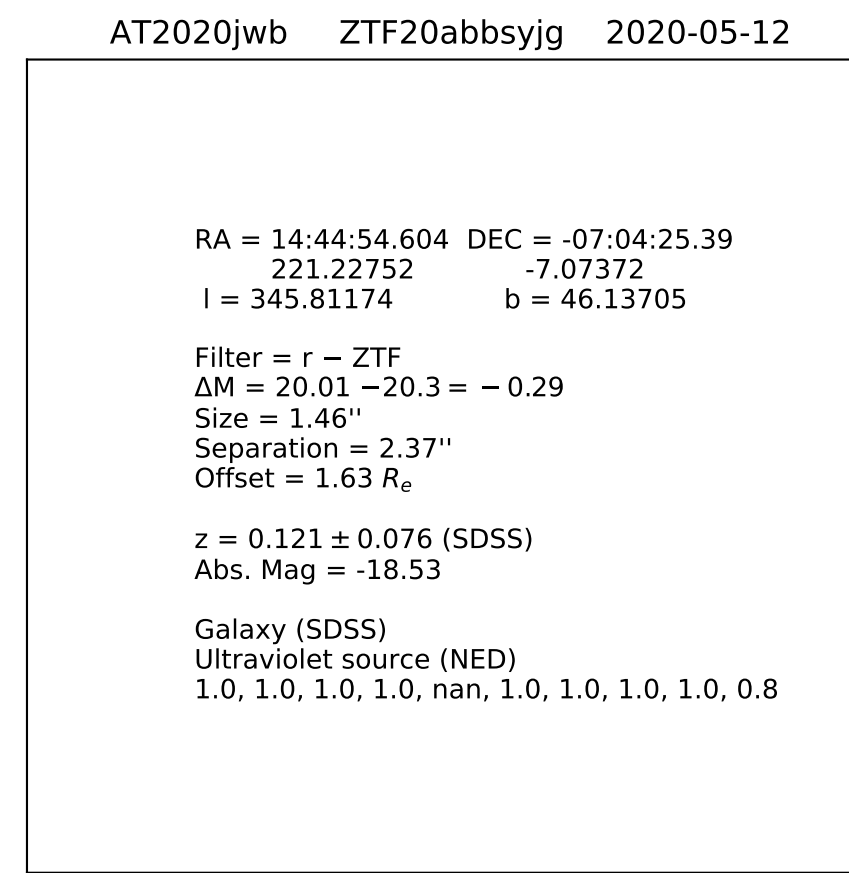 AT2020jwb ZTF20abbsyjg 2020-05-12
RA = 14:44:54.604 DEC = -07:04:25.39
221.22752 -7.07372
l = 345.81174 b = 46.13705
Filter = r − ZTF
ΔM = 20.01 −20.3 = − 0.29
Size = 1.46''
Separation = 2.37''
Offset = 1.63 Rₑ
z = 0.121 ± 0.076 (SDSS)
Abs. Mag = -18.53
Galaxy (SDSS)
Ultraviolet source (NED)
1.0, 1.0, 1.0, 1.0, nan, 1.0, 1.0, 1.0, 1.0, 0.8